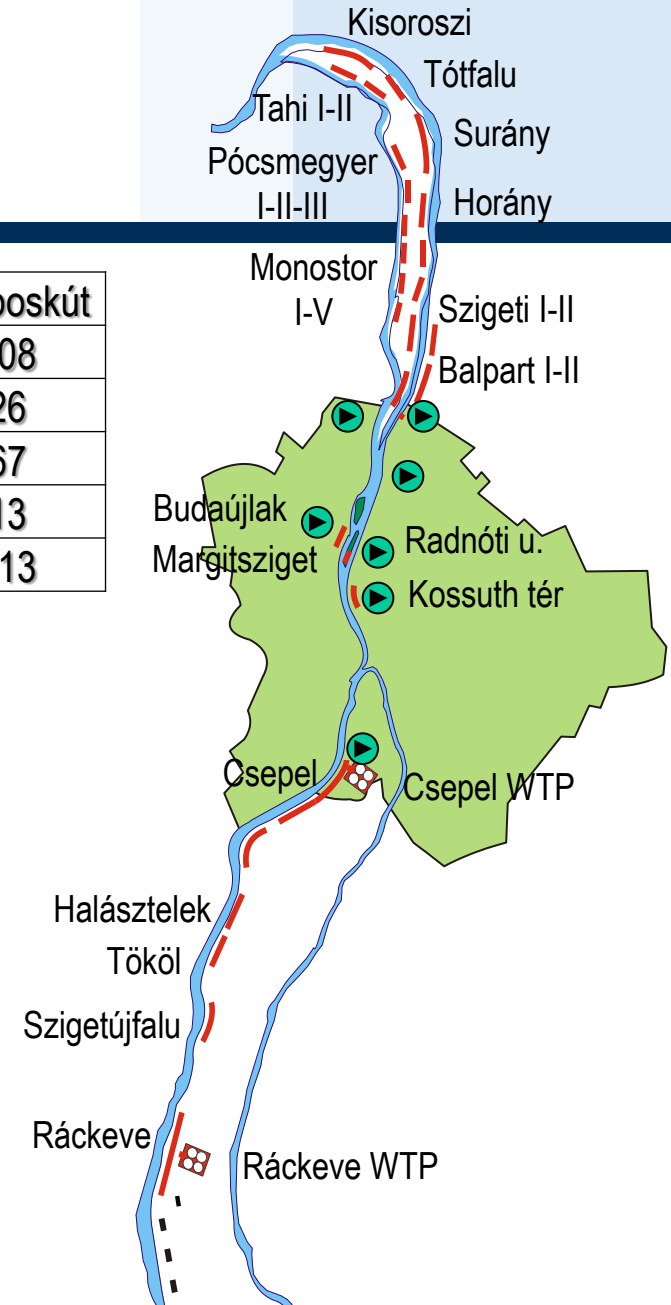 Kisoroszi
Tótfalu
Tahi I-II
Surány
Pócsmegyer
I-II-III
Horány
Monostor
I-V
Szigeti I-II
Balpart I-II
Budaújlak
Margitsziget
Radnóti u.
Kossuth tér
Csepel
Csepel WTP
Halásztelek
Tököl
Szigetújfalu
Ráckeve
Ráckeve WTP